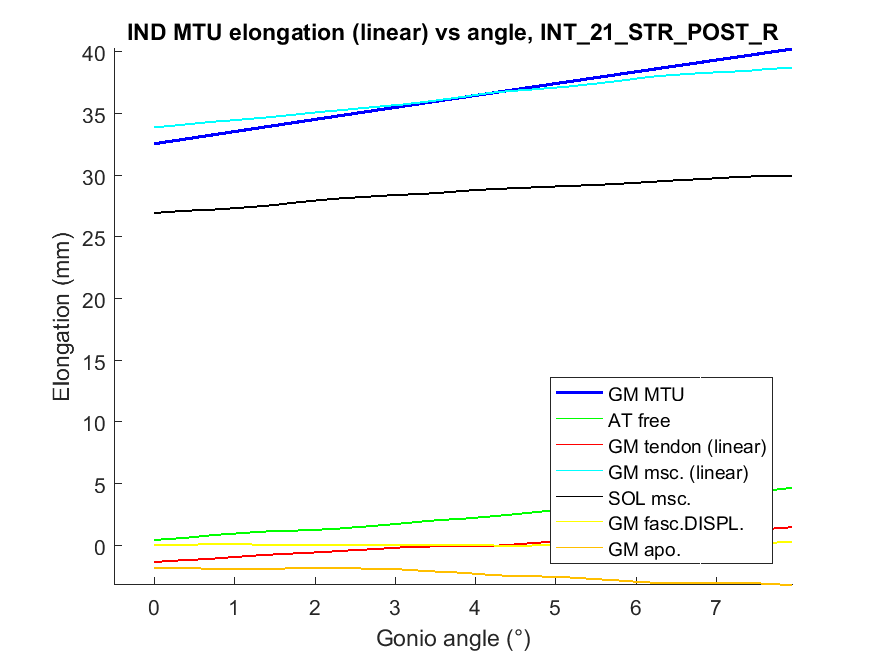 IND MTU elongation (linear) vs angle, INT_21_STR_POST_R
40
35
30
25
20
15
10
5
0
Elongation (mm)
0 1 2 3 4 5 6 7
Gonio angle (°)
GM MTU
AT free
GM tendon (linear)
GM msc. (linear)
SOL msc.
GM fasc.DISPL.
GM apo.